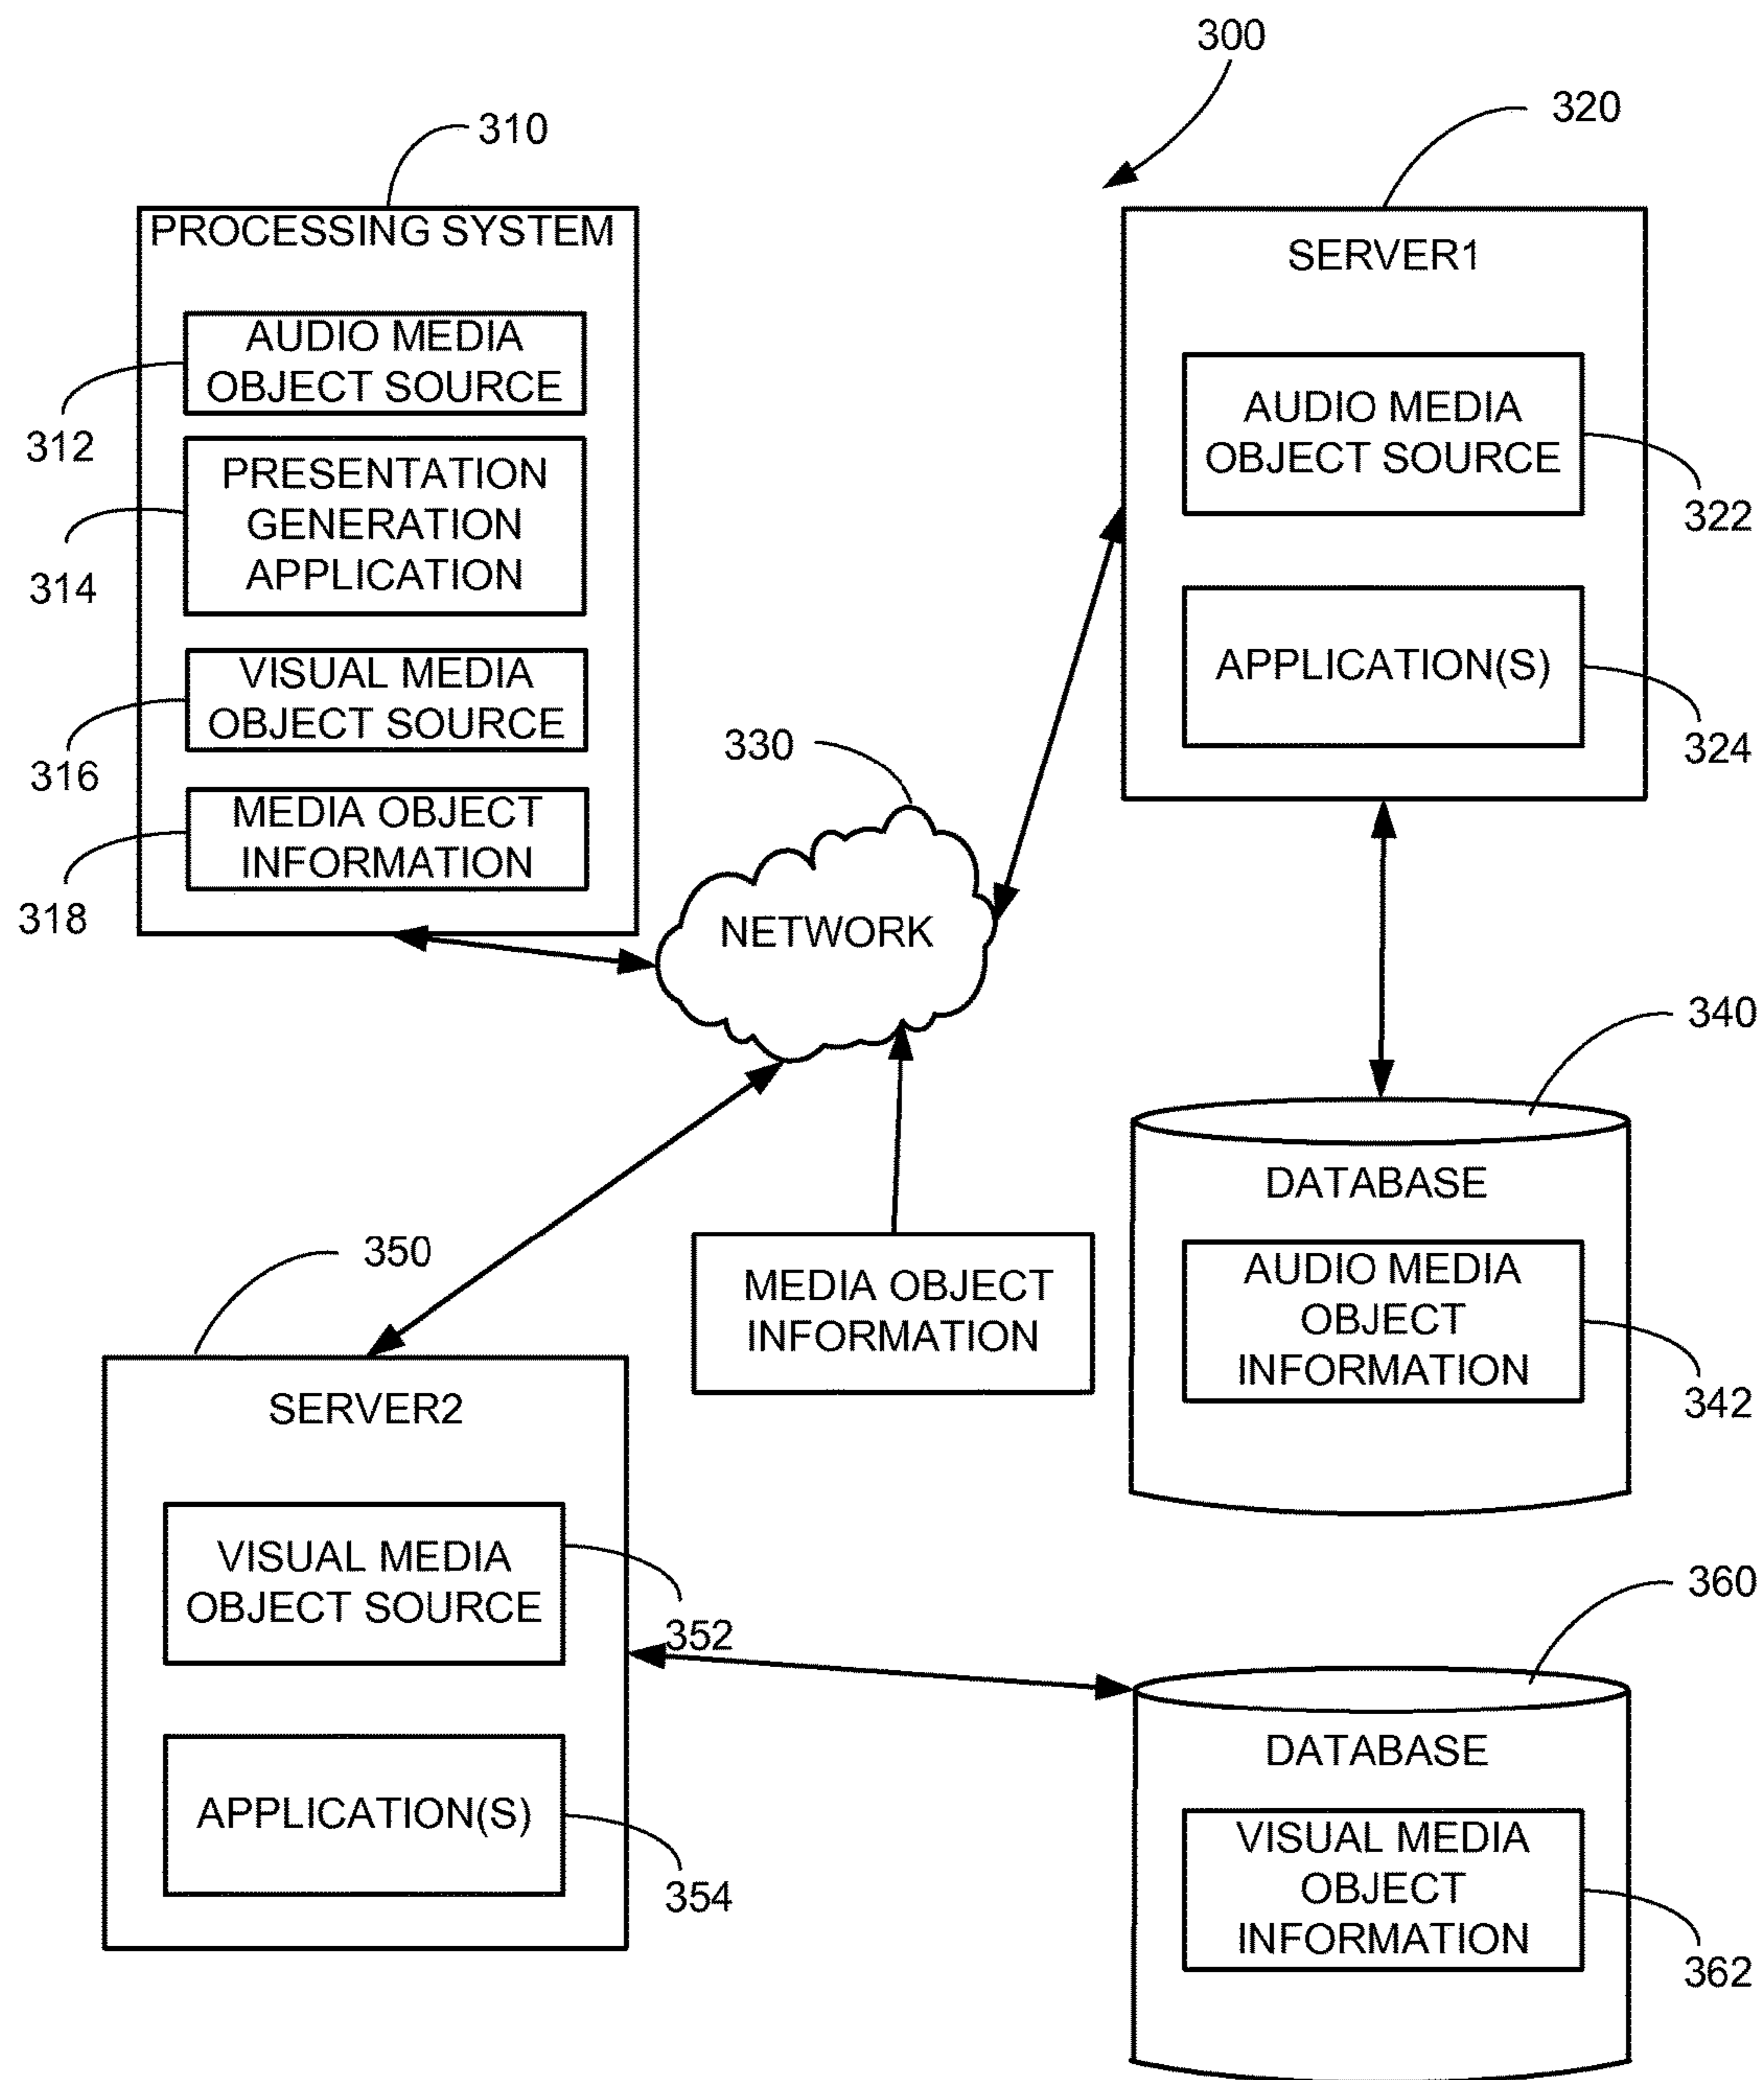 300
310
320
PROCESSING SYSTEM
AUDIO MEDIA
OBJECT SOURCE
312
PRESENTATION
GENERATION
APPLICATION
314
VISUAL MEDIA
OBJECT SOURCE
316
MEDIA OBJECT
INFORMATION
318
SERVER1
AUDIO MEDIA
OBJECT SOURCE
322
APPLICATION(S)
324
330
NETWORK
340
DATABASE
AUDIO MEDIA
OBJECT
INFORMATION
342
MEDIA OBJECT
INFORMATION
350
SERVER2
VISUAL MEDIA
OBJECT SOURCE
352
APPLICATION(S)
354
360
DATABASE
VISUAL MEDIA
OBJECT
INFORMATION
362